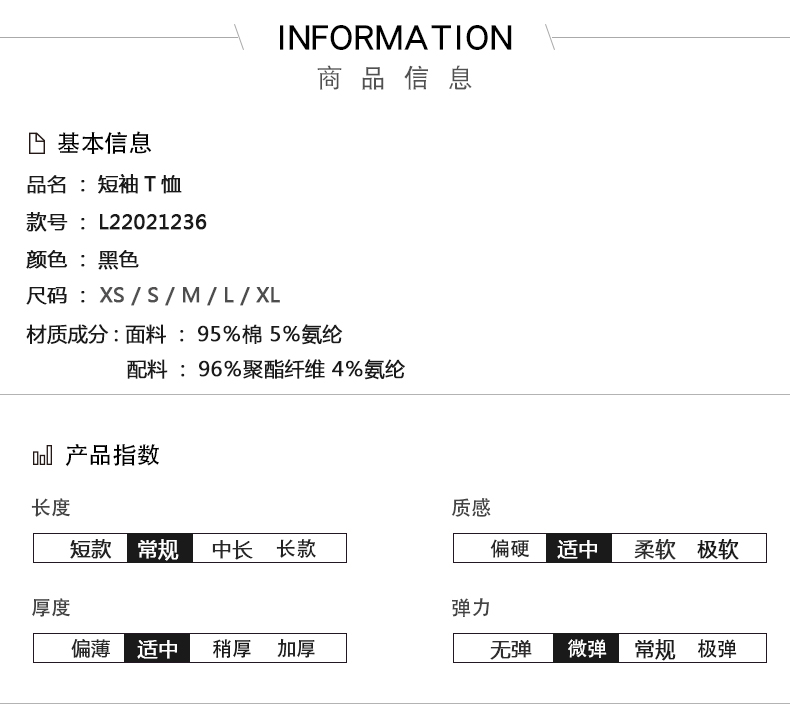 INFORMATION
商品信息
基本信息
品名 : 短袖T恤
款号 : L22021236
颜色 : 黑色
尺码 : XS / S / M / L / XL
材质成分 : 面料 : 95%棉 5%氨纶
配料 : 96%聚酯纤维 4%氨纶
产品指数
长度 质感
短款 常规 中长 长款 偏硬 适中 柔软 极软
厚度 弹力
偏薄 适中 稍厚 加厚 无弹 微弹 常规 极弹